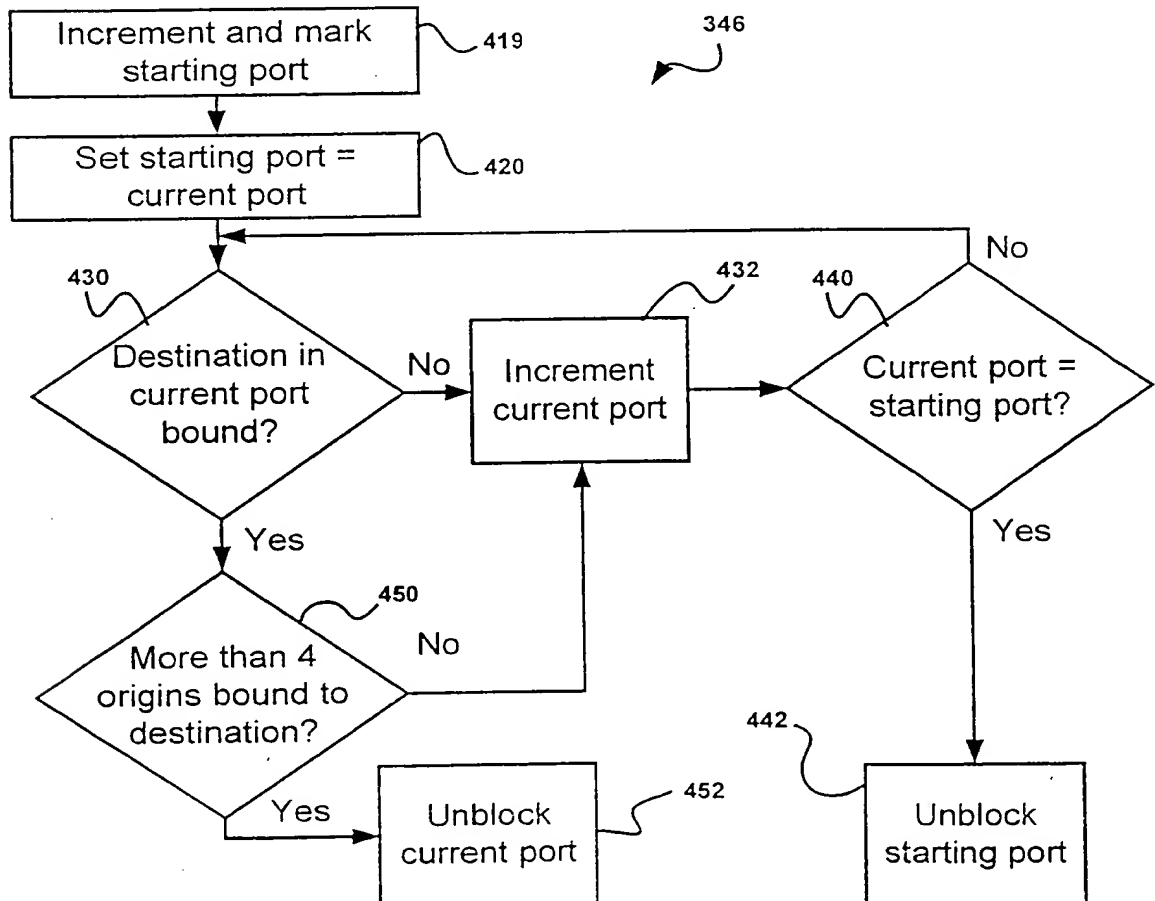 Increment and mark
starting port
419
346
Set starting port =
current port
420
No
430
432
440
Destination in
current port
bound?
No
Increment
current port
Current port =
starting port?
Yes
Yes
450
No
More than 4
origins bound to
destination?
442
Yes
452
Unblock
current port
Unblock
starting port